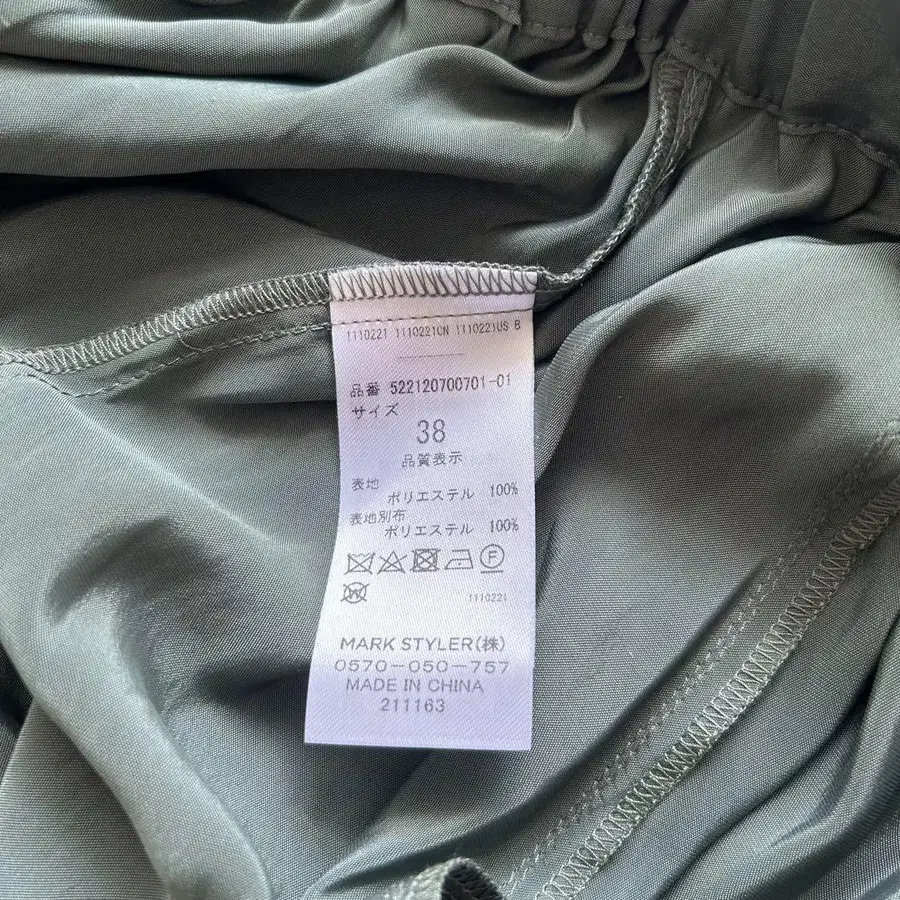 1110221 1110221CN 1110221US B
品番 522120700701-01
サイズ
38
品質表示
表地
ポリエステル 100%
表地別布
ポリエステル 100%
F
W
1110221
MARK STYLER(株)
0570-050-757
MADE IN CHINA
211163